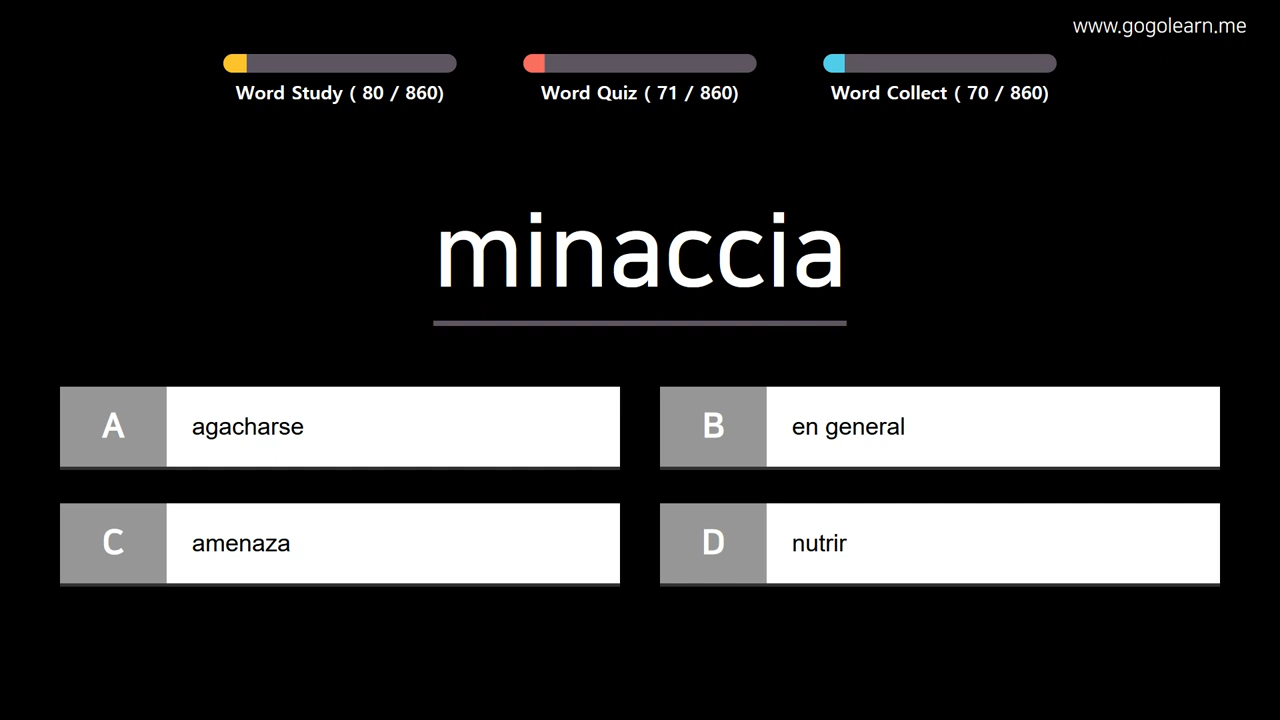 www.gogolearn.me
Word Study ( 80 / 860)
Word Quiz ( 71 / 860)
Word Collect ( 70 / 860)
minaccia
A agacharse
B en general
C amenaza
D nutrir